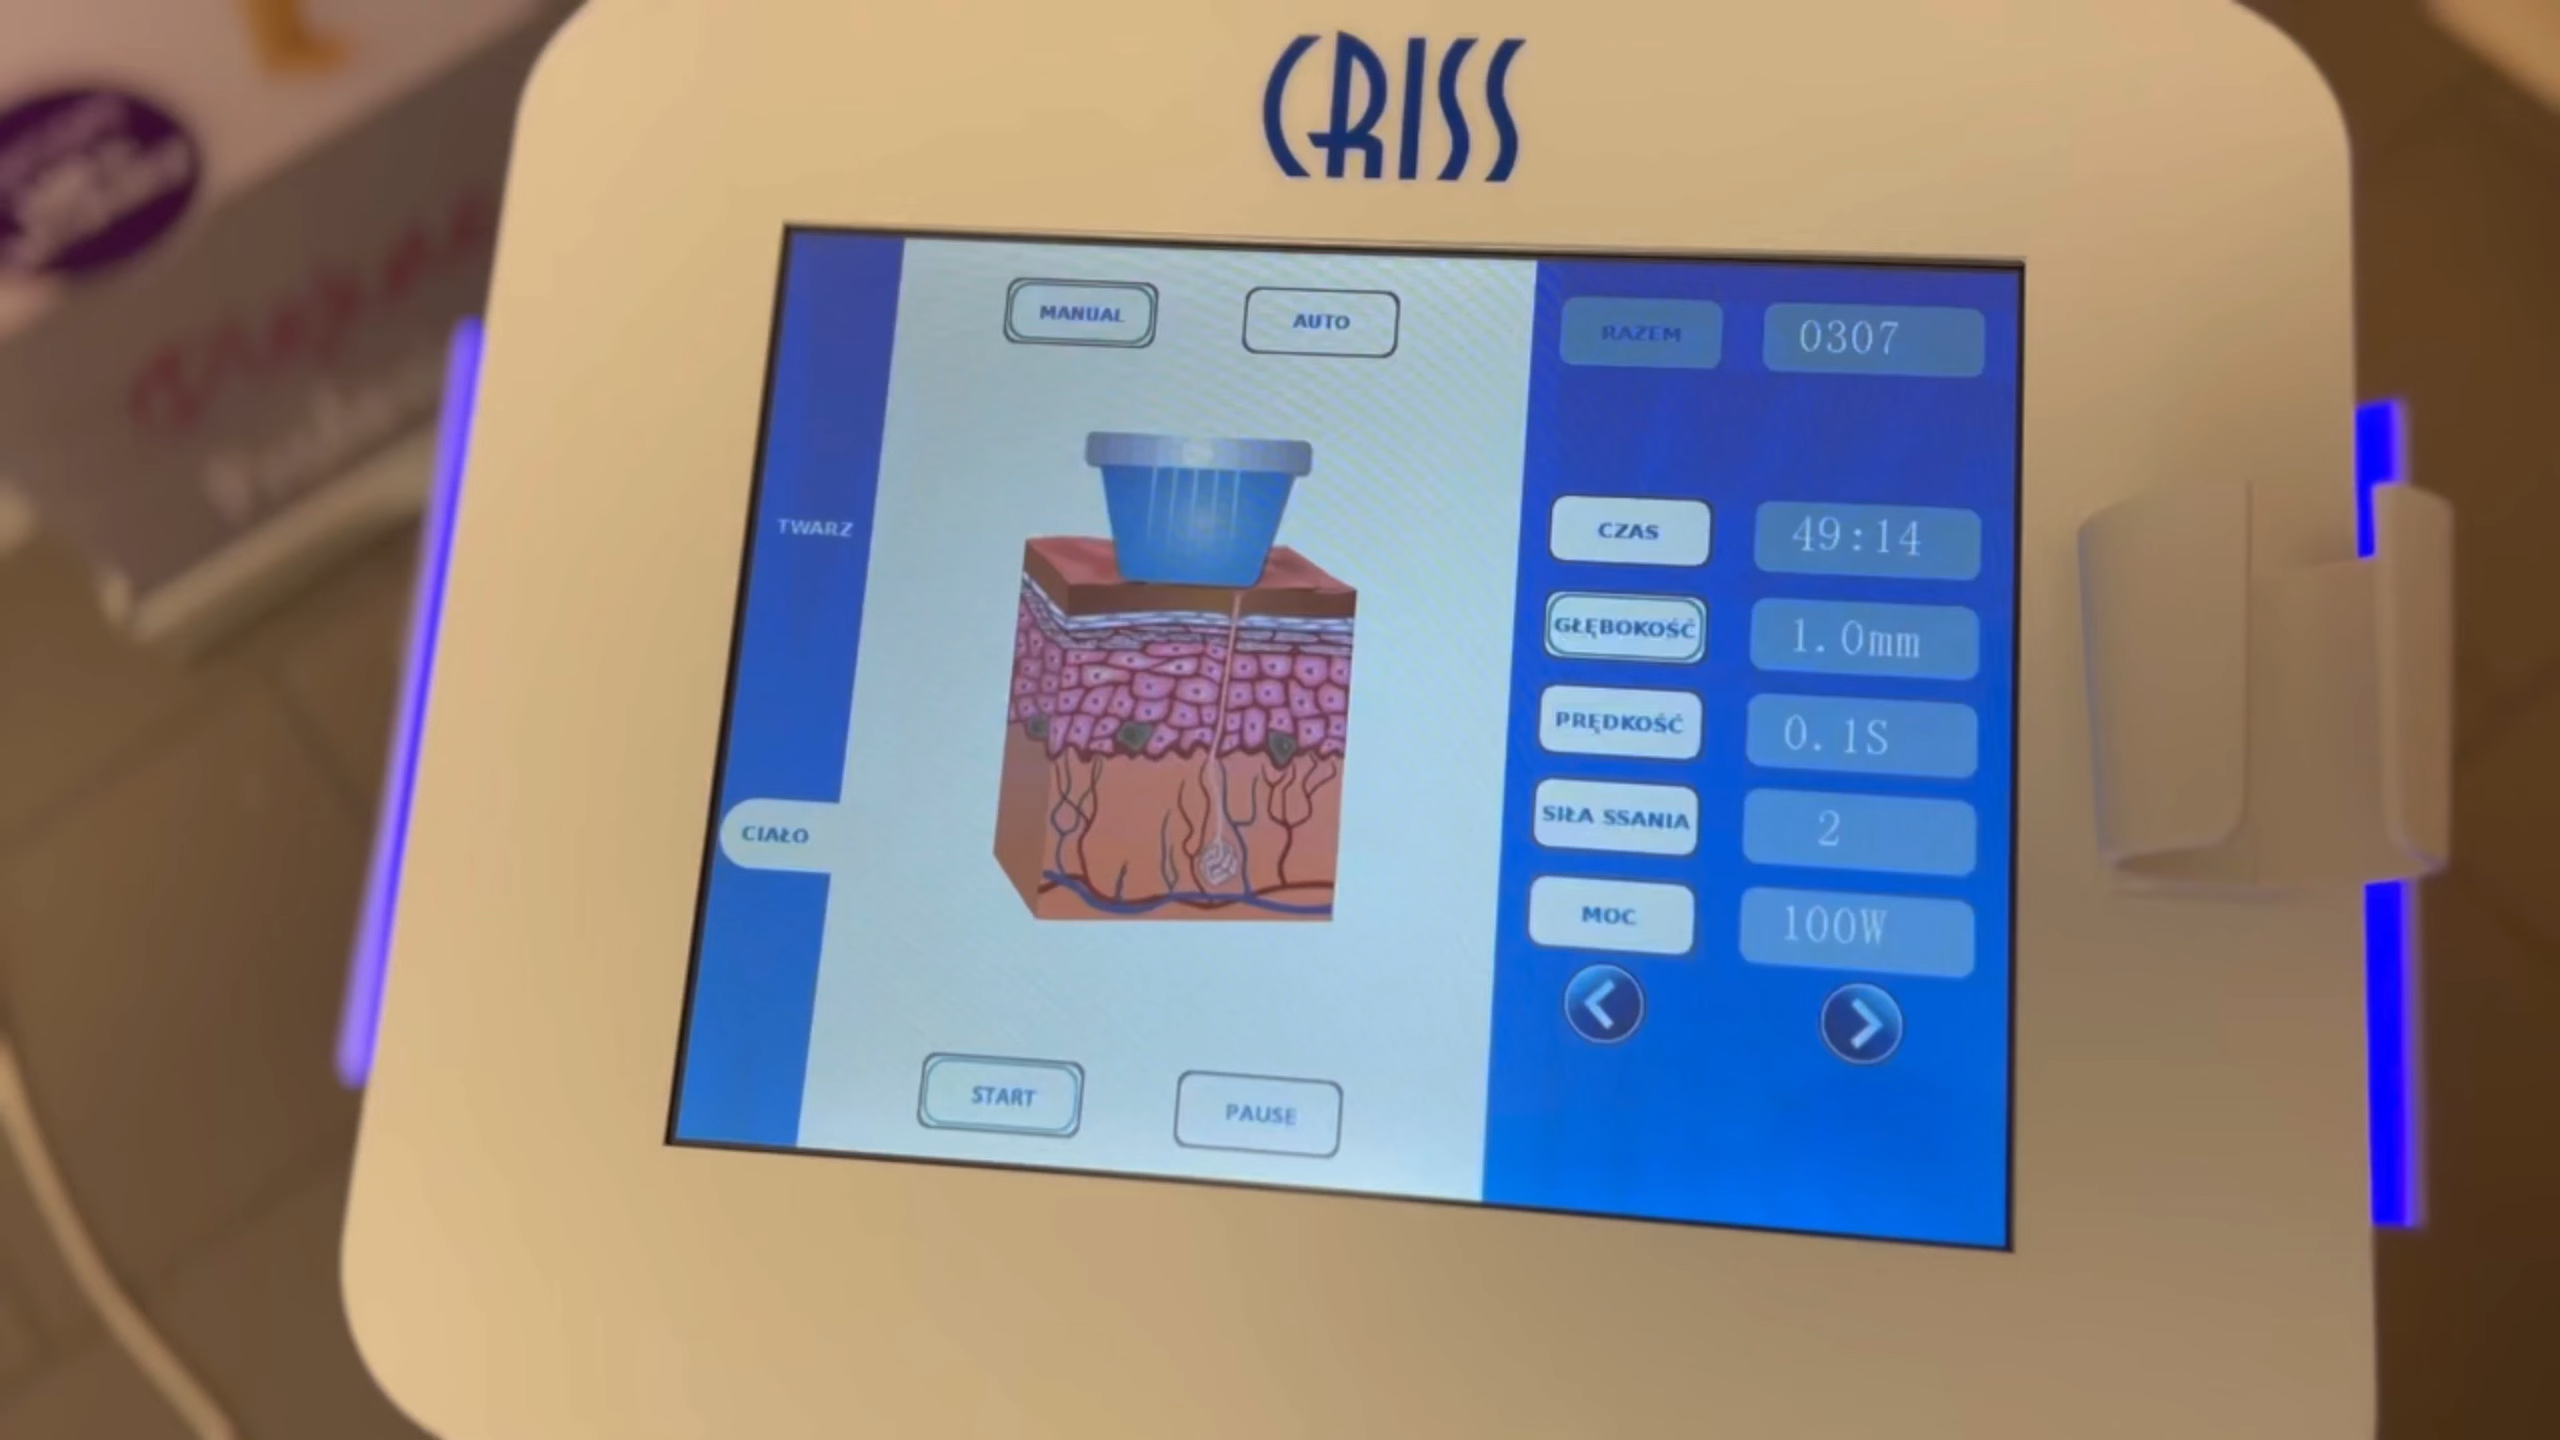 CRISS
MANUAL
AUTO
RAZEM
0307
TWARZ
CZAS
49:14
GŁĘBOKOŚĆ
1.0mm
PRĘDKOŚĆ
0.1S
CIAŁO
SIŁA SSANIA
2
MOC
100W
START
PAUSE